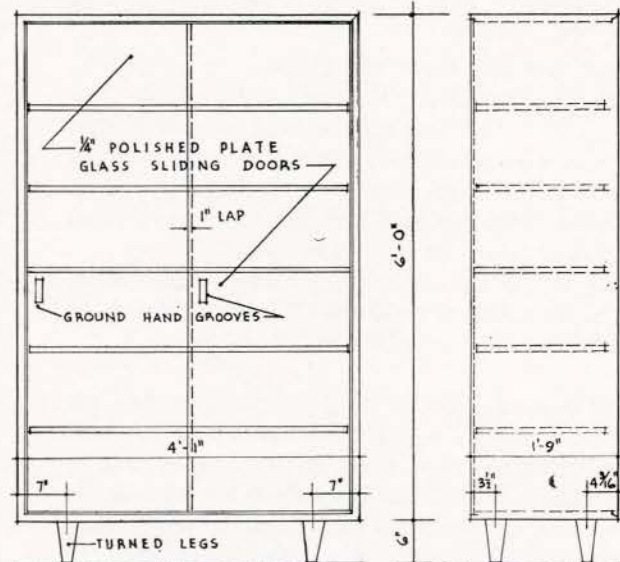 ¼" POLISHED PLATE
GLASS SLIDING DOORS
1" LAP
6'-0"
GROUND HAND GROOVES
4'-1"
1'-9"
7"
7"
3½"
℄
4 3/16"
6"
TURNED LEGS